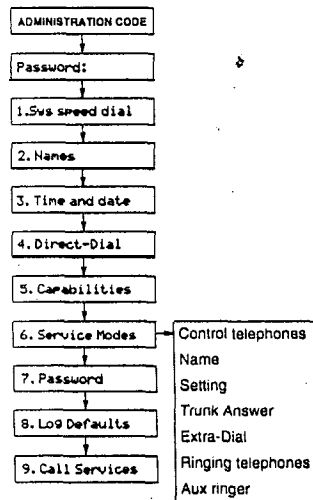 ADMINISTRATION CODE
Password:
1.Sys speed dial
2. Names
3. Time and date
4. Direct-Dial
5. Capabilities
6. Service Modes
Control telephones
Name
Setting
Trunk Answer
Extra-Dial
Ringing telephones
Aux ringer
7. Password
8. Log Defaults
9. Call Services